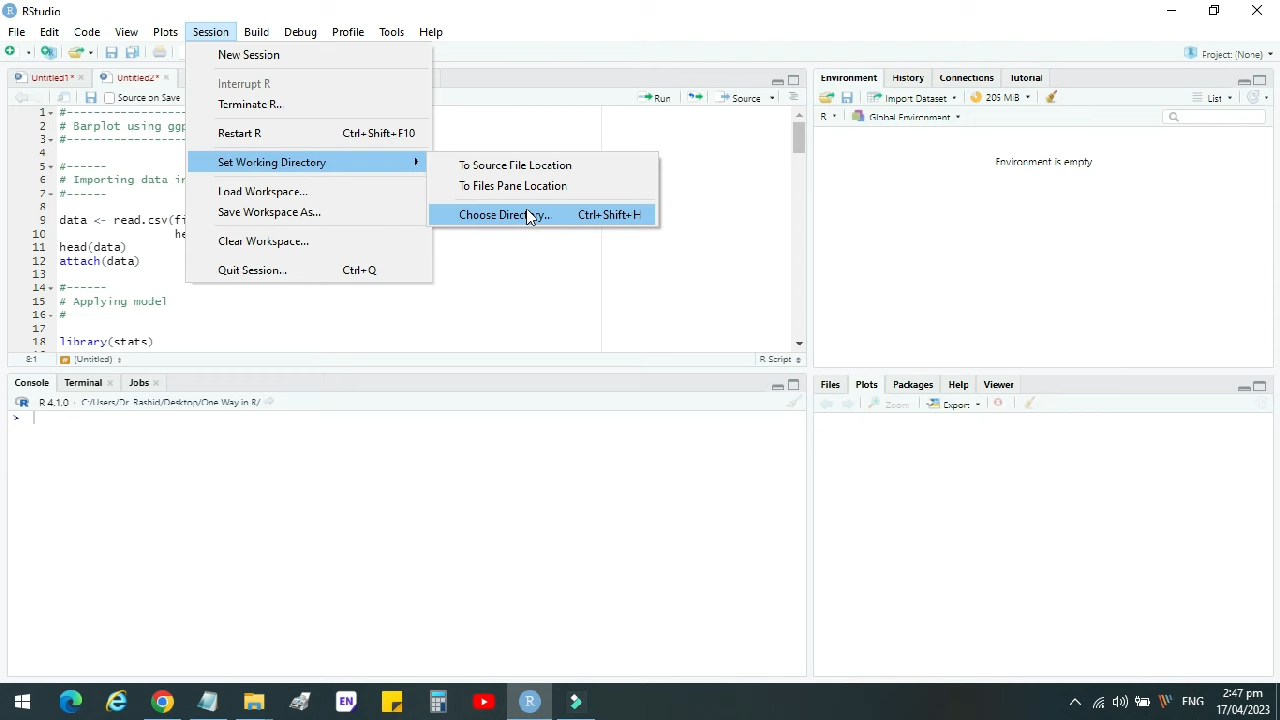 RStudio
File Edit Code View Plots Session Build Debug Profile Tools Help
Project: (None)
Untitled1* Untitled2*
Source on Save Run Source
1 #-----------------
2 # Barplot using ggp
3 #-----------------
4
5 #------
6 # Importing data in
7 #------
8
9 data <- read.csv(fi
10 he
11 head(data)
12 attach(data)
13
14 #------
15 # Applying model
16 #
17
18 library(stats)
8:1 (Untitled) R Script
New Session
Interrupt R
Terminate R...
Restart R Ctrl+Shift+F10
Set Working Directory
Load Workspace...
Save Workspace As...
Clear Workspace...
Quit Session... Ctrl+Q
To Source File Location
To Files Pane Location
Choose Directory... Ctrl+Shift+H
Environment History Connections Tutorial
Import Dataset 205 MiB List
R Global Environment
Environment is empty
Console Terminal Jobs
R 4.1.0 · C:/Users/Dr. Rashid/Desktop/One Way in R/
>
Files Plots Packages Help Viewer
Zoom Export
EN R ENG
2:47 pm
17/04/2023